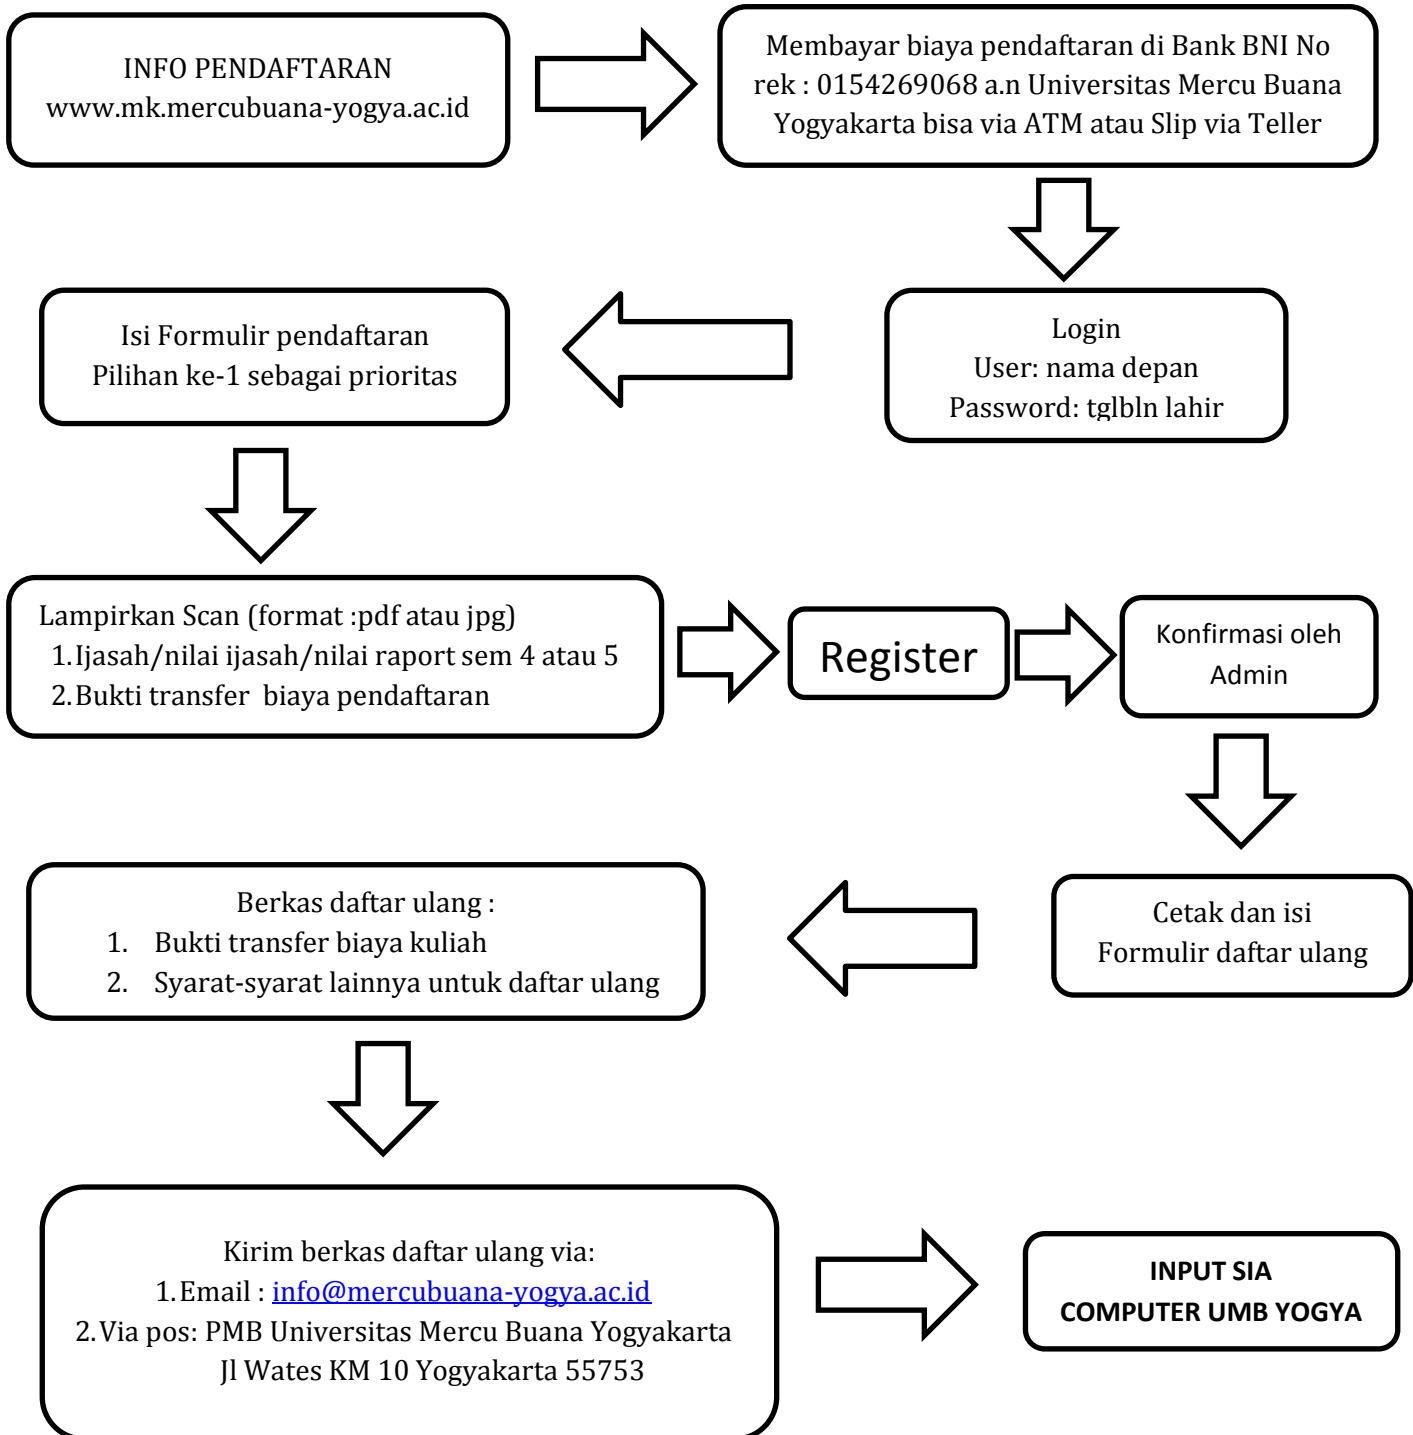 INFO PENDAFTARAN
www.mk.mercubuana-yogya.ac.id
Membayar biaya pendaftaran di Bank BNI No
rek : 0154269068 a.n Universitas Mercu Buana
Yogyakarta bisa via ATM atau Slip via Teller
Login
User: nama depan
Password: tglbln lahir
Isi Formulir pendaftaran
Pilihan ke-1 sebagai prioritas
Lampirkan Scan (format :pdf atau jpg)
1. Ijasah/nilai ijasah/nilai raport sem 4 atau 5
2. Bukti transfer  biaya pendaftaran
Register
Konfirmasi oleh
Admin
Cetak dan isi
Formulir daftar ulang
Berkas daftar ulang :
1. Bukti transfer biaya kuliah
2. Syarat-syarat lainnya untuk daftar ulang
Kirim berkas daftar ulang via:
1. Email : info@mercubuana-yogya.ac.id
2. Via pos: PMB Universitas Mercu Buana Yogyakarta
Jl Wates KM 10 Yogyakarta 55753
INPUT SIA
COMPUTER UMB YOGYA